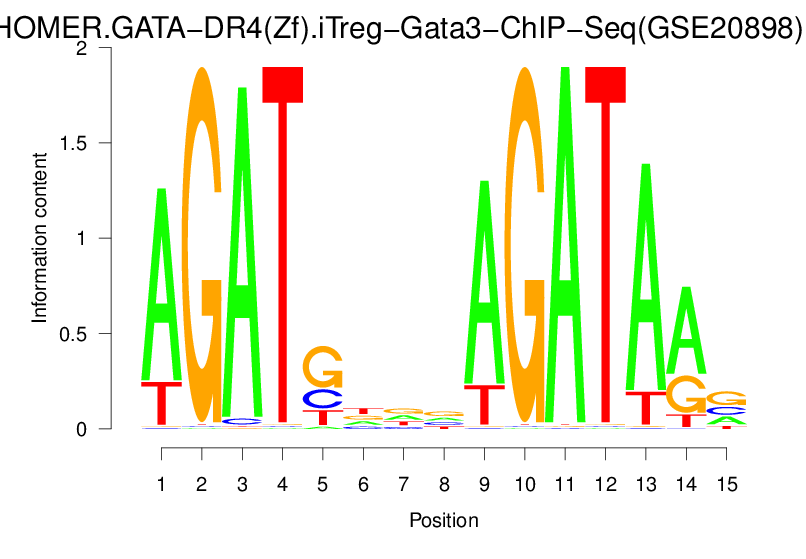 HOMER.GATA−DR4(Zf).iTreg−Gata3−ChIP−Seq(GSE20898)
2
1.5
1
0.5
0
Information content
1 2 3 4 5 6 7 8 9 10 11 12 13 14 15
Position